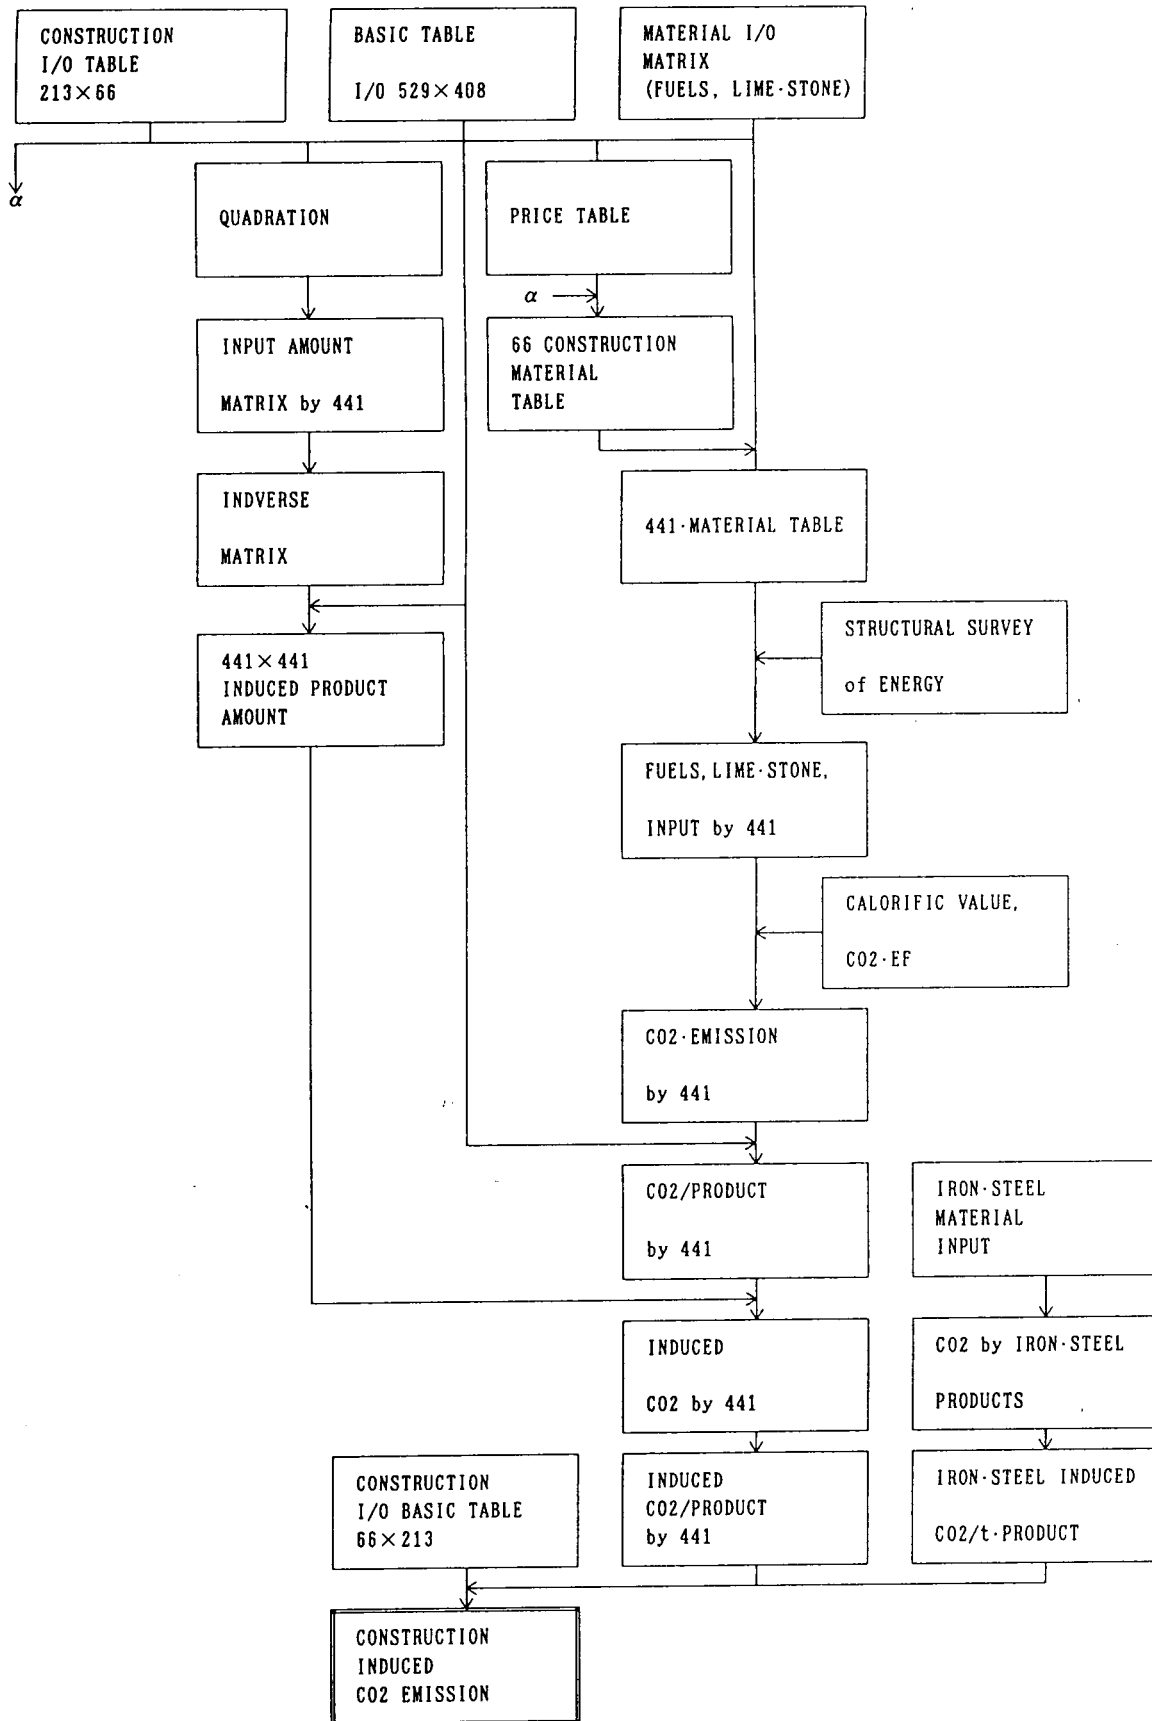 CONSTRUCTION
I/O TABLE
213×66
BASIC TABLE
I/O 529×408
MATERIAL I/O
MATRIX
(FUELS, LIME·STONE)
α
QUADRATION
PRICE TABLE
α
INPUT AMOUNT
MATRIX by 441
66 CONSTRUCTION
MATERIAL
TABLE
INDVERSE
MATRIX
441·MATERIAL TABLE
STRUCTURAL SURVEY
of ENERGY
441×441
INDUCED PRODUCT
AMOUNT
FUELS, LIME·STONE,
INPUT by 441
CALORIFIC VALUE,
CO2·EF
CO2·EMISSION
by 441
CO2/PRODUCT
by 441
IRON·STEEL
MATERIAL
INPUT
INDUCED
CO2 by 441
CO2 by IRON·STEEL
PRODUCTS
CONSTRUCTION
I/O BASIC TABLE
66×213
INDUCED
CO2/PRODUCT
by 441
IRON·STEEL INDUCED
CO2/t·PRODUCT
CONSTRUCTION
INDUCED
CO2 EMISSION